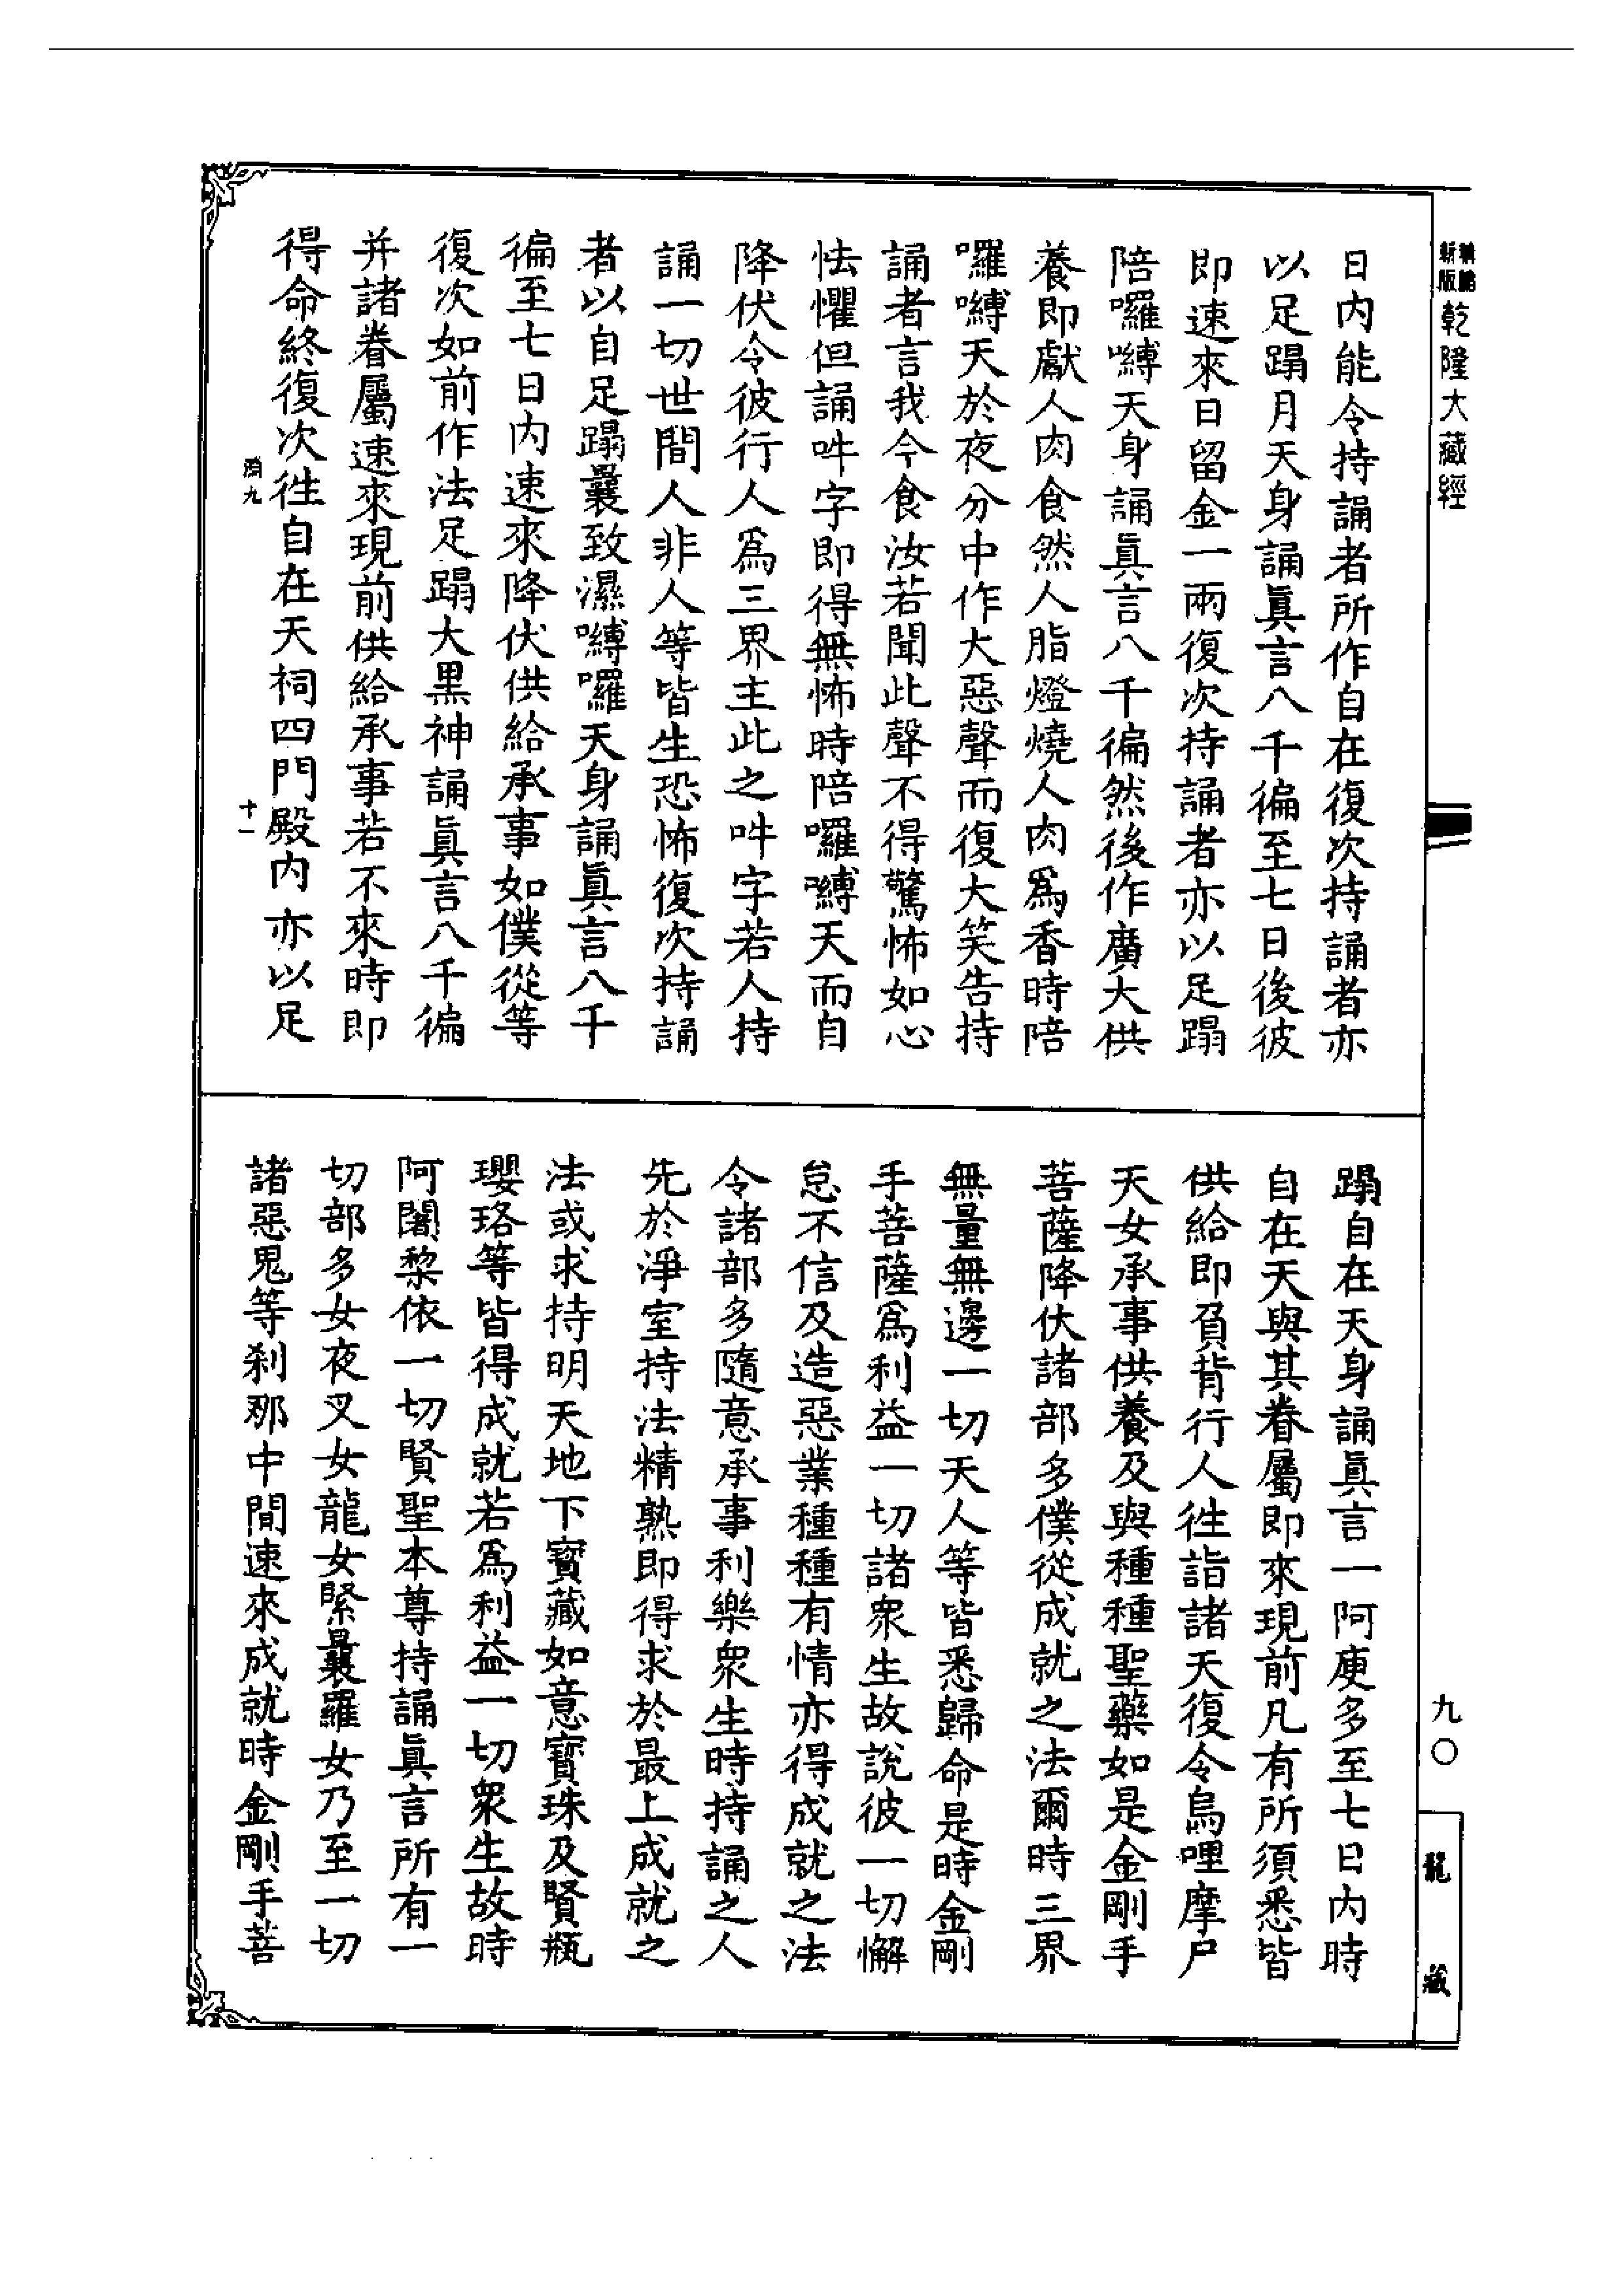 新版
精縮
乾隆大藏經
九〇
龍藏
日內能令持誦者所作自在復次持誦者亦
以足蹋月天身誦眞言八千徧至七日後彼
即速來日留金一兩復次持誦者亦以足蹋
陪囉嚩天身誦眞言八千徧然後作廣大供
養即獻人肉食然人脂燈燒人肉爲香時陪
囉嚩天於夜分中作大惡聲而復大笑告持
誦者言我今食汝若聞此聲不得驚怖如心
怯懼但誦吽字即得無怖時陪囉嚩天而自
降伏令彼行人爲三界主此之吽字若人持
誦一切世間人非人等皆生恐怖復次持誦
者以自足蹋曩致濕嚩囉天身誦眞言八千
徧至七日內速來降伏供給承事如僕從等
復次如前作法足蹋大黑神誦眞言八千徧
并諸眷屬速來現前供給承事若不來時即
得命終復次徃自在天祠四門殿內亦以足
蹋自在天身誦眞言一阿庾多至七日內時
自在天與其眷屬即來現前凡有所須悉皆
供給即負背行人徃詣諸天復令烏哩摩尸
天女承事供養及與種種聖藥如是金剛手
菩薩降伏諸部多僕從成就之法爾時三界
無量無邊一切天人等皆悉歸命是時金剛
手菩薩爲利益一切諸衆生故說彼一切懈
怠不信及造惡業種種有情亦得成就之法
令諸部多隨意承事利樂衆生時持誦之人
先於淨室持法精熟即得求於最上成就之
法或求持明天地下寶藏如意寶珠及賢瓶
瓔珞等皆得成就若爲利益一切衆生故時
阿闍黎依一切賢聖本尊持誦眞言所有一
切部多女夜叉女龍女緊曩羅女乃至一切
諸惡鬼等刹那中間速來成就時金剛手菩
九
十一